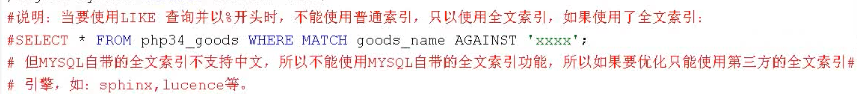 #说明: 当要使用LIKE 查询并以%开头时, 不能使用普通索引, 只以使用全文索引, 如果使用了全文索引:
#SELECT * FROM php34_goods WHERE MATCH goods_name AGAINST 'xxxx';
# 但MYSQL自带的全文索引不支持中文, 所以不能使用MYSQL自带的全文索引功能, 所以如果要优化只能使用第三方的全文索引#
# 引擎, 如: sphinx,lucence等。